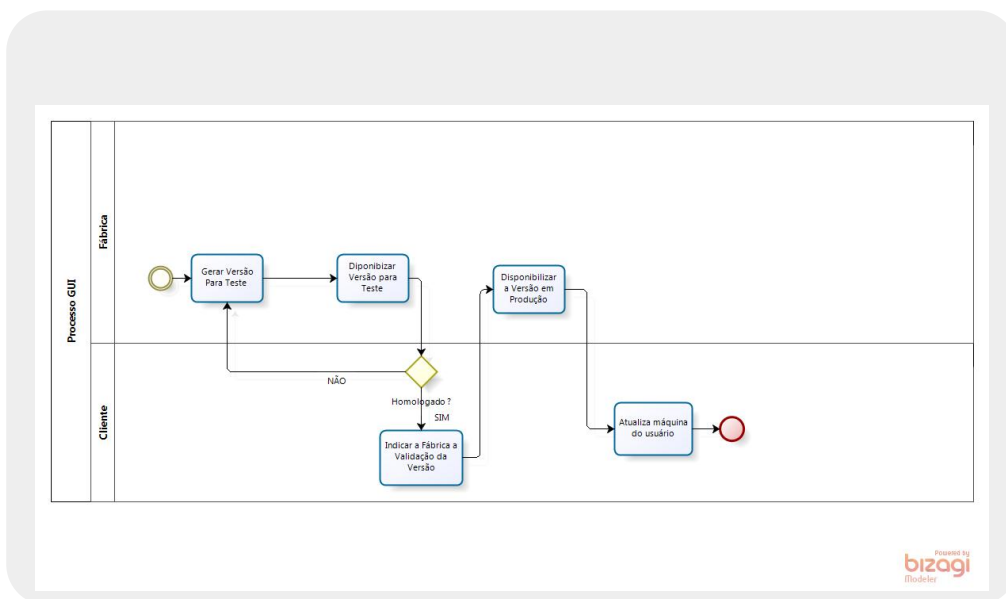 Processo GUI
Fábrica
Gerar Versão
Para Teste
Diponibizar
Versão para
Teste
Disponibilizar
a Versão em
Produção
Cliente
NÃO
Homologado ?
SIM
Indicar a Fábrica a
Validação da
Versão
Atualiza máquina
do usuário
Powered by
bizagi
Modeler